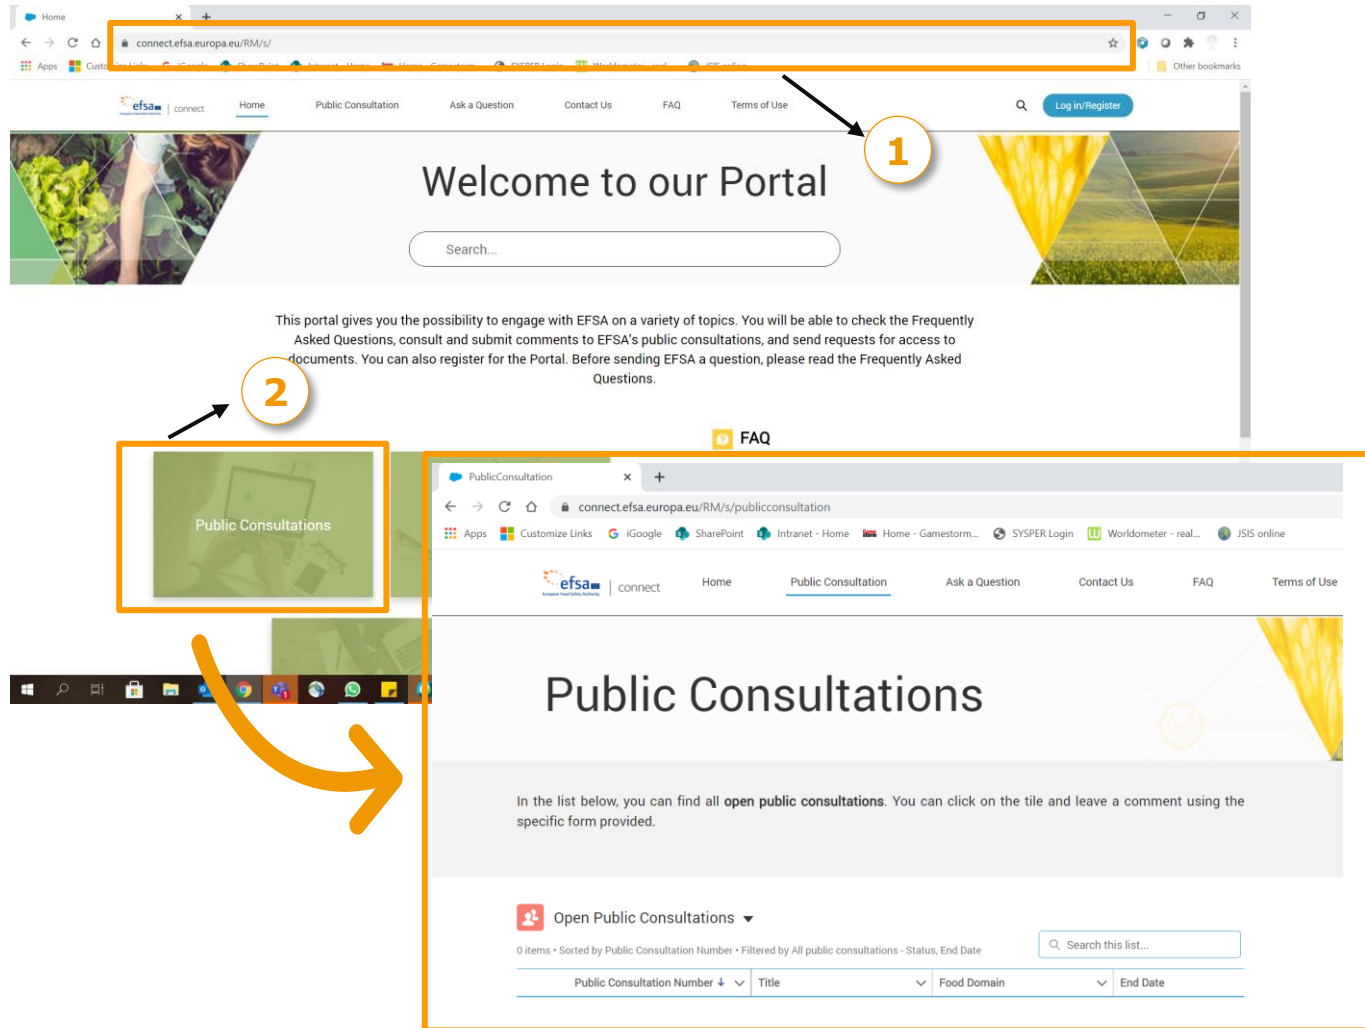 Home
connect.efsa.europa.eu/RM/s/
Apps
Other bookmarks
efsa
European Food Safety Authority
connect
Home
Public Consultation
Ask a Question
Contact Us
FAQ
Terms of Use
Log in/Register
1
Welcome to our Portal
Search...
This portal gives you the possibility to engage with EFSA on a variety of topics. You will be able to check the Frequently
Asked Questions, consult and submit comments to EFSA's public consultations, and send requests for access to
documents. You can also register for the Portal. Before sending EFSA a question, please read the Frequently Asked
Questions.
2
FAQ
Public Consultations
PublicConsultation
connect.efsa.europa.eu/RM/s/publicconsultation
Apps
Customize Links
iGoogle
SharePoint
Intranet - Home
Home - Gamestorm...
SYSPER Login
Worldometer - real...
JSIS online
efsa
European Food Safety Authority
connect
Home
Public Consultation
Ask a Question
Contact Us
FAQ
Terms of Use
Public Consultations
In the list below, you can find all open public consultations. You can click on the tile and leave a comment using the
specific form provided.
Open Public Consultations
0 items • Sorted by Public Consultation Number • Filtered by All public consultations - Status, End Date
Search this list...
Public Consultation Number
Title
Food Domain
End Date